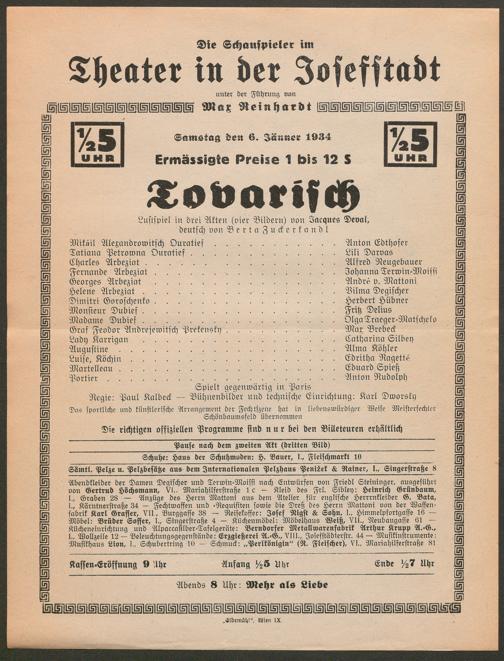 Die Schauspieler im
Theater in der Josefstadt
unter der Führung von
Max Reinhardt
½5 UHR
½5 UHR
Samstag den 6. Jänner 1934
Ermässigte Preise 1 bis 12 S
Tovarisch
Lustspiel in drei Akten (vier Bildern) von Jacques Deval,
deutsch von Berta Zuckerkandl
Mikail Alexandrowitsch Ouratief . . . Anton Edthofer
Tatiana Petrowna Ouratief . . . Lili Darvas
Charles Arbeziat . . . Alfred Neugebauer
Fernande Arbeziat . . . Johanna Terwin-Moissi
Georges Arbeziat . . . André v. Mattoni
Helene Arbeziat . . . Vilma Degischer
Dimitri Gorotschenko . . . Herbert Hübner
Monsieur Dubief . . . Fritz Delius
Madame Dubief . . . Olga Traeger-Matscheko
Graf Feodor Andrejewitsch Prekensky . . . Max Brebeck
Lady Karrigan . . . Catharina Silbey
Augustine . . . Alma Köhler
Luise, Köchin . . . Editha Ragetté
Martelleau . . . Eduard Spieß
Portier . . . Anton Rudolph
Spielt gegenwärtig in Paris
Regie: Paul Kalbeck — Bühnenbilder und technische Einrichtung: Karl Dworsky
Das sportliche und künstlerische Arrangement der Fechtszene hat in liebenswürdiger Weise Meisterfechter
Schönbaumsfeld übernommen
Die richtigen offiziellen Programme sind nur bei den Billeteuren erhältlich
Pause nach dem zweiten Akt (dritten Bild)
Schuhe: Haus der Schuhmoden: H. Bauer, I., Fleischmarkt 10
Sämtl. Pelze u. Pelzbesätze aus dem Internationalen Pelzhaus Penižek & Rainer, I., Singerstraße 8
Abendkleider der Damen Degischer und Terwin-Moissi nach Entwürfen von Friedl Steininger, ausgeführt
von Gertrud Höchsmann, VI., Mariahilferstraße 1 c — Kleid des Frl. Silbey: Heinrich Grünbaum,
I., Graben 26 — Anzüge des Herrn Mattoni aus dem Atelier für englische Herrenkleider G. Bata,
I., Kärntnerstraße 34 — Fechtwaffen und -Requisiten sowie die Dreß des Herrn Mattoni von der Waffen-
fabrik Karl Grasser, VII., Burggasse 38 — Reisekoffer: Josef Nigst & Sohn, I., Himmelpfortgasse 16 —
Möbel: Brüder Soffer, I., Singerstraße 4 — Küchenmöbel: Möbelhaus Weiß, VII., Neubaugasse 61 —
Kücheneinrichtung und Alpaccasilber-Tafelgeräte: Berndorfer Metallwarenfabrik Arthur Krupp A.-G.,
I., Wollzeile 12 — Beleuchtungsgegenstände: Erzgießerei A.-G., VIII., Josefstädterstr. 44 — Musikinstrumente:
Musikhaus Lion, I., Schubertring 10 — Schmuck: „Perltönigin“ (R. Fleischer), VI., Mariahilferstraße 81
Kassen-Eröffnung 9 Uhr Anfang ½5 Uhr Ende ½7 Uhr
Abends 8 Uhr: Mehr als Liebe
„Elbemühl“, Wien IX.